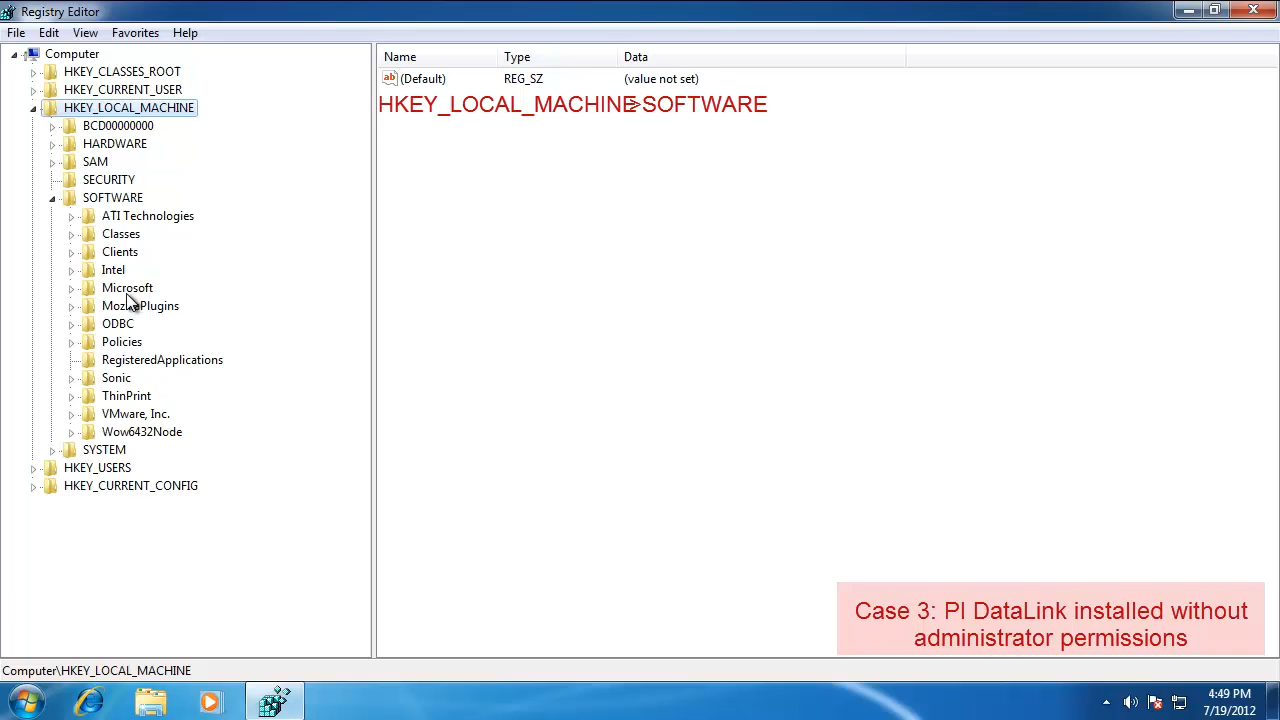 Registry Editor
File Edit View Favorites Help
Computer
HKEY_CLASSES_ROOT
HKEY_CURRENT_USER
HKEY_LOCAL_MACHINE
BCD00000000
HARDWARE
SAM
SECURITY
SOFTWARE
ATI Technologies
Classes
Clients
Intel
Microsoft
ODBC
Policies
RegisteredApplications
Sonic
ThinPrint
VMware, Inc.
Wow6432Node
SYSTEM
HKEY_USERS
HKEY_CURRENT_CONFIG
Name Type Data
ab (Default) REG_SZ (value not set)
HKEY_LOCAL_MACHINE>SOFTWARE
Case 3: PI DataLink installed without
administrator permissions
Computer\HKEY_LOCAL_MACHINE
4:49 PM
7/19/2012